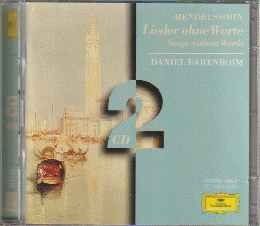 MENDELSSOHN
Lieder ohne Worte
Songs without Words
DANIEL BARENBOIM
2
CD